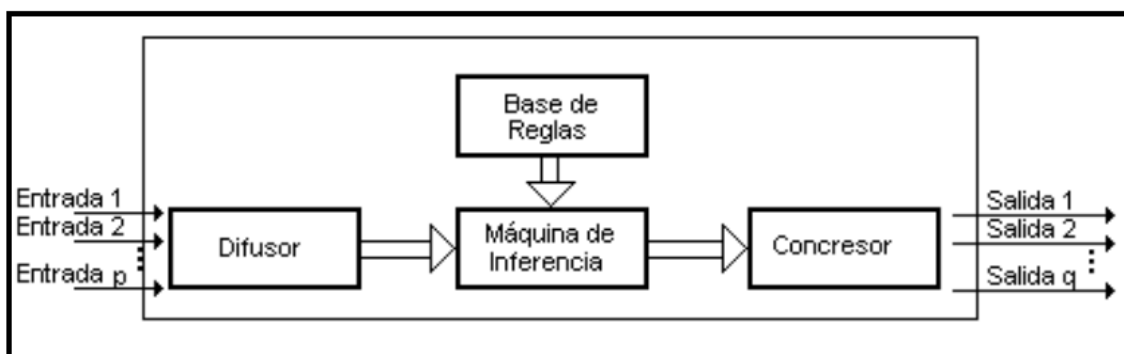 Base de
Reglas
Entrada 1
Entrada 2
Entrada p
Difusor
Máquina de
Inferencia
Concresor
Salida 1
Salida 2
Salida q